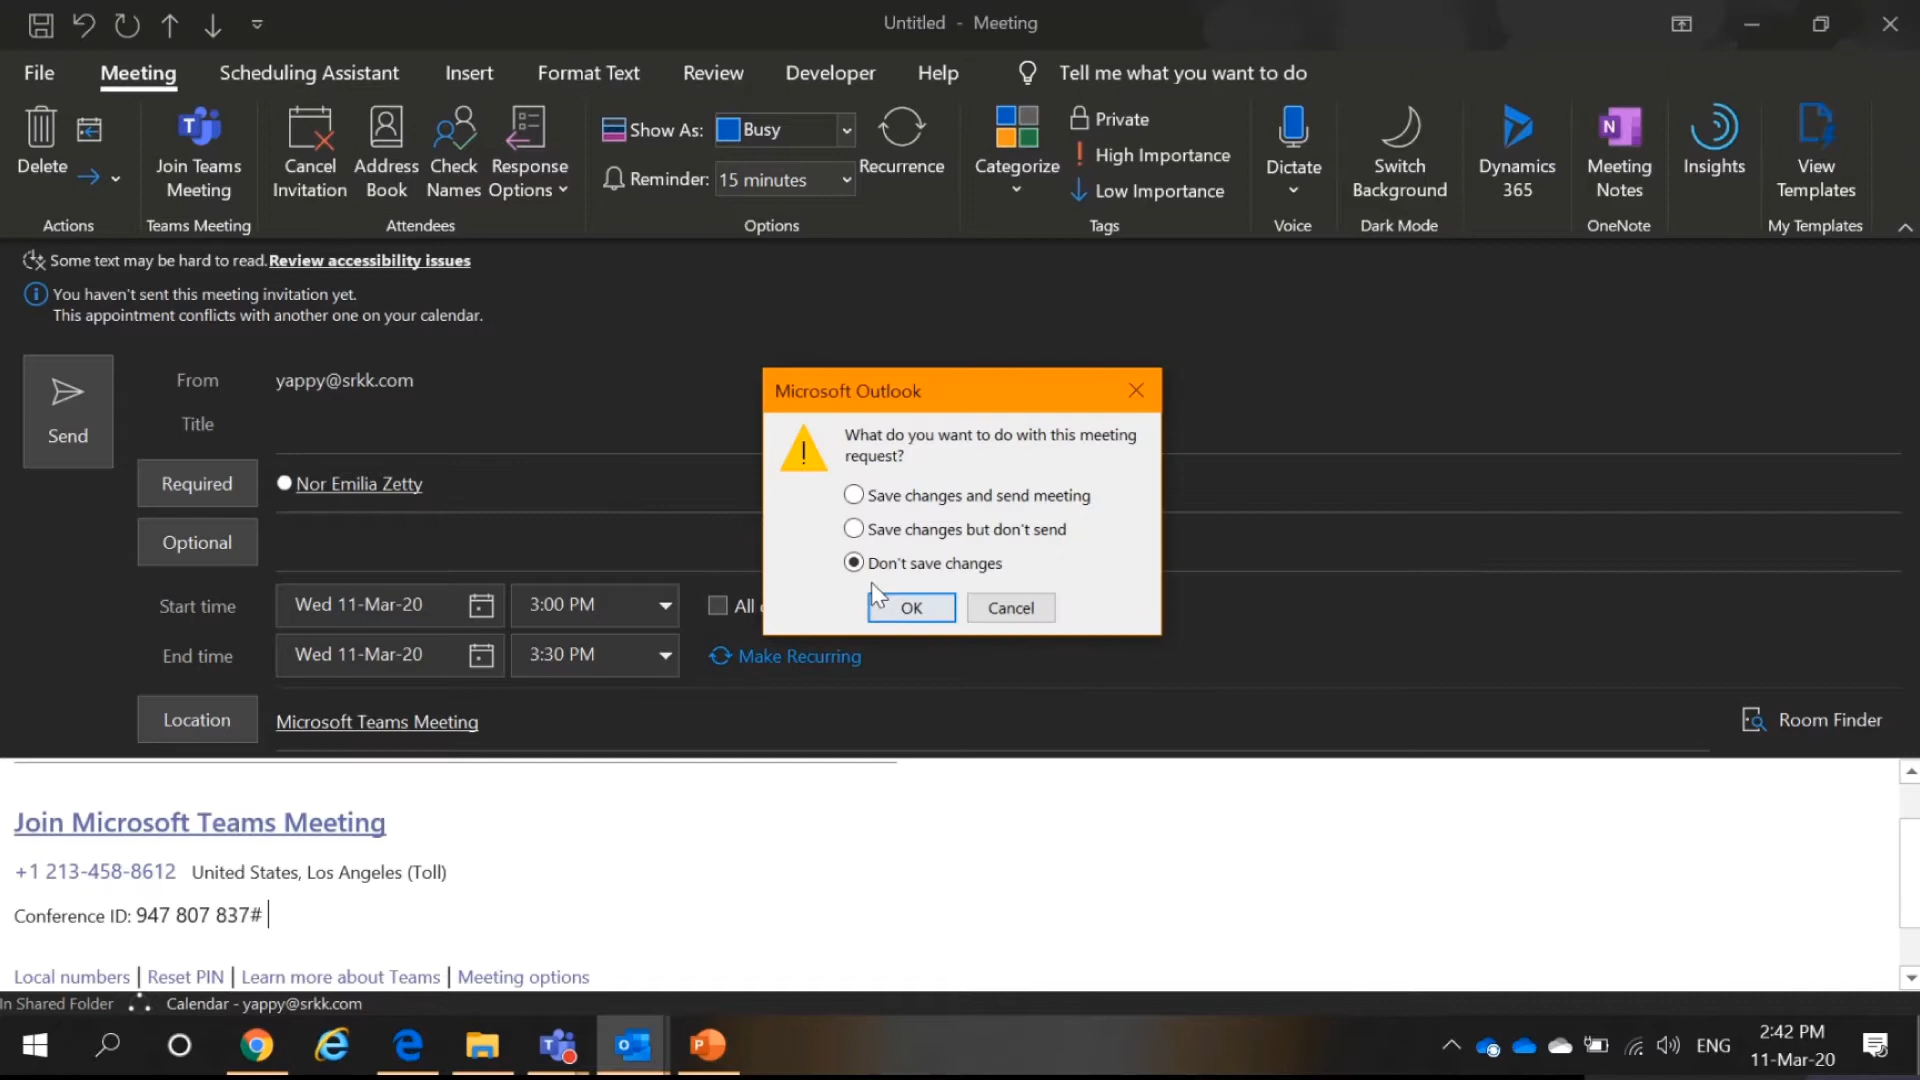 Untitled - Meeting
File Meeting Scheduling Assistant Insert Format Text Review Developer Help Tell me what you want to do
Delete
Join Teams Meeting
Cancel Invitation
Address Book
Check Names
Response Options
Show As: Busy
Reminder: 15 minutes
Recurrence
Categorize
Private
High Importance
Low Importance
Dictate
Switch Background
Dynamics 365
Meeting Notes
Insights
View Templates
Actions Teams Meeting Attendees Options Tags Voice Dark Mode OneNote My Templates
Some text may be hard to read. Review accessibility issues
You haven't sent this meeting invitation yet.
This appointment conflicts with another one on your calendar.
Send
From yappy@srkk.com
Title
Required Nor Emilia Zetty
Optional
Start time Wed 11-Mar-20 3:00 PM All
End time Wed 11-Mar-20 3:30 PM Make Recurring
Location Microsoft Teams Meeting Room Finder
Microsoft Outlook
What do you want to do with this meeting
request?
Save changes and send meeting
Save changes but don't send
Don't save changes
OK Cancel
Join Microsoft Teams Meeting
+1 213-458-8612 United States, Los Angeles (Toll)
Conference ID: 947 807 837#
Local numbers | Reset PIN | Learn more about Teams | Meeting options
In Shared Folder Calendar - yappy@srkk.com
ENG
2:42 PM
11-Mar-20